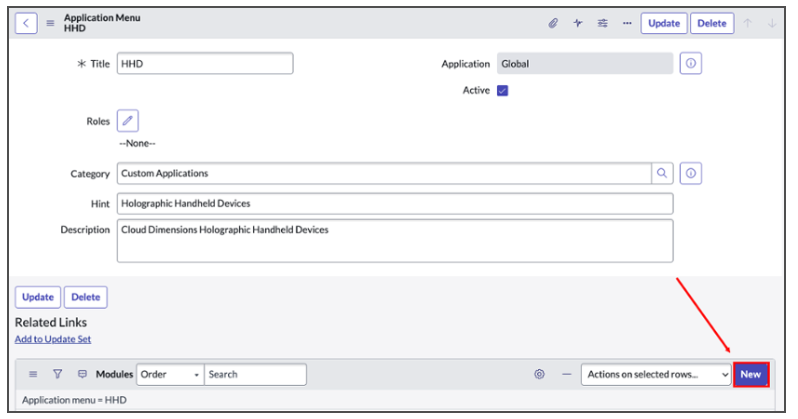 Application Menu
HHD
Update Delete
* Title HHD Application Global
Active
Roles
--None--
Category Custom Applications
Hint Holographic Handheld Devices
Description Cloud Dimensions Holographic Handheld Devices
Update Delete
Related Links
Add to Update Set
Modules Order Search Actions on selected rows... New
Application menu = HHD